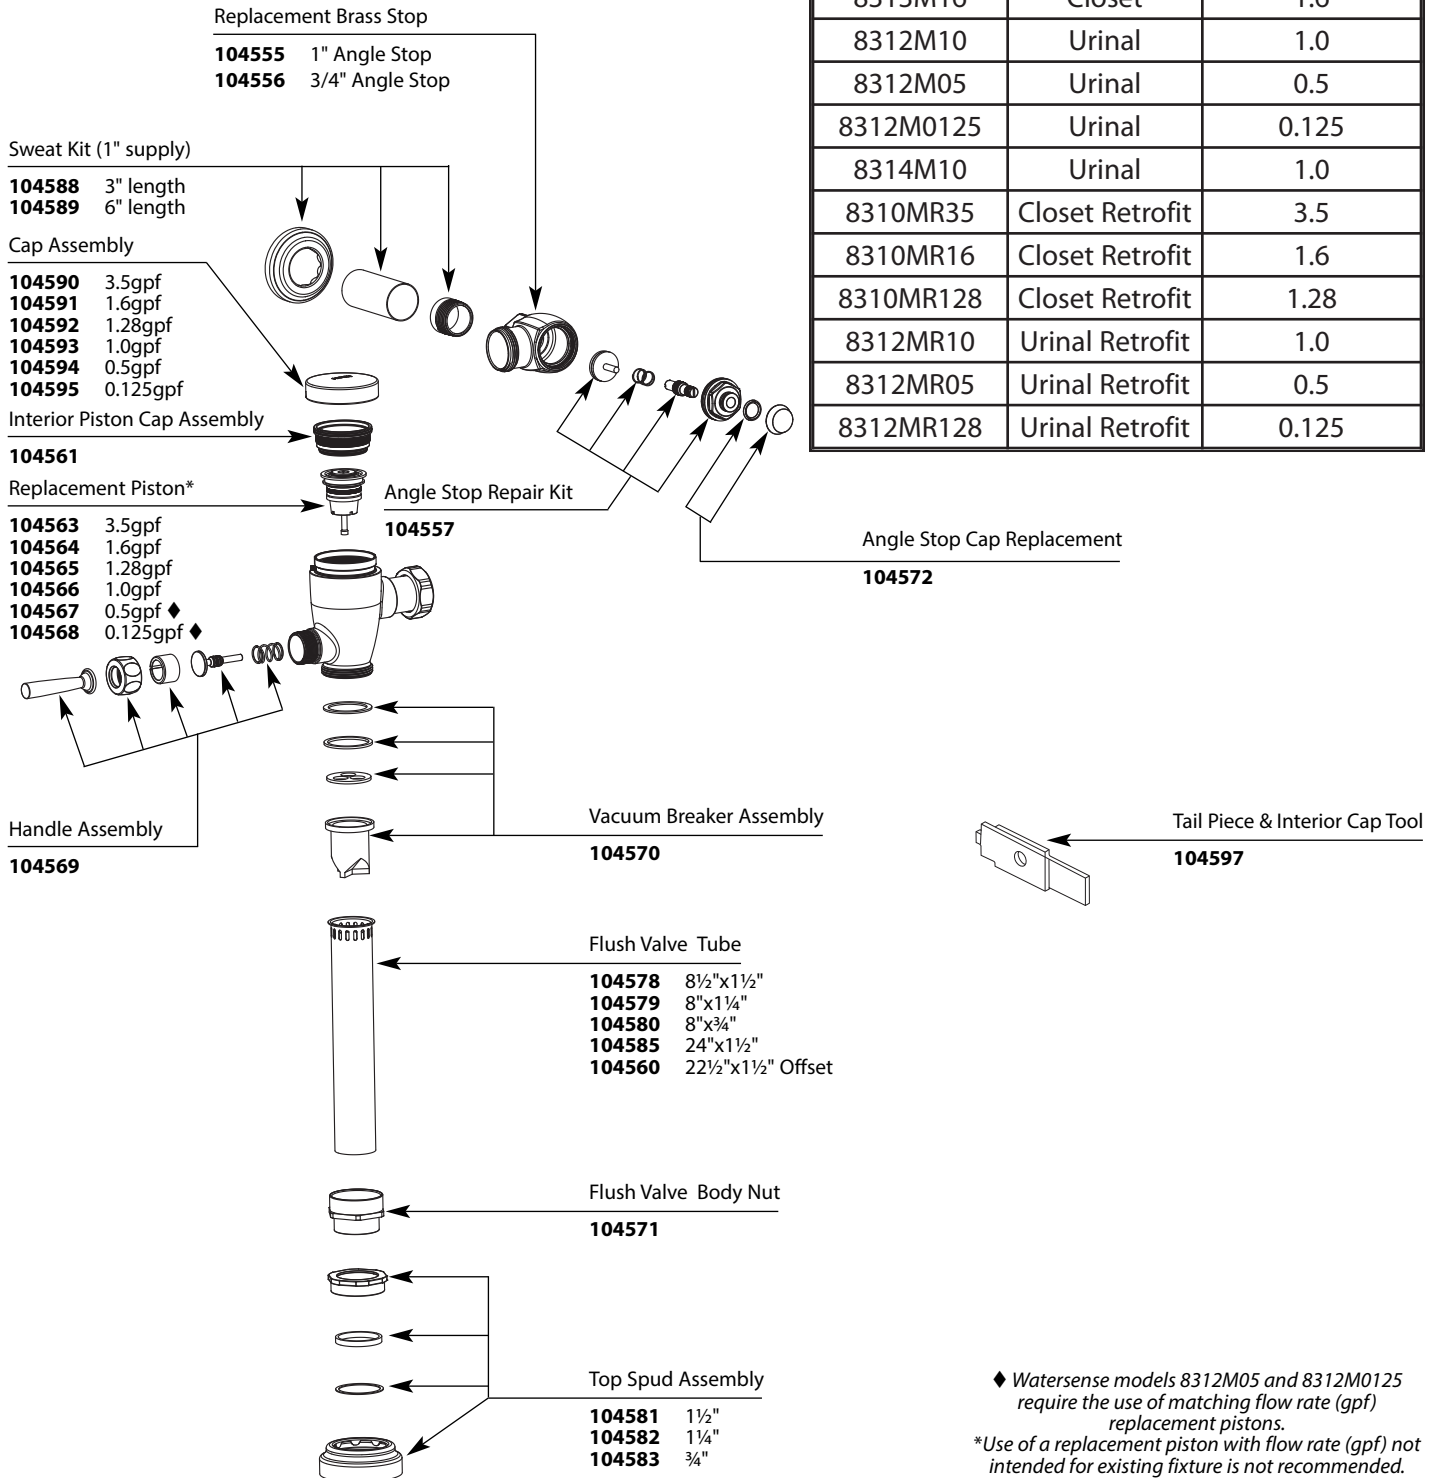 Replacement Brass Stop
104555 1" Angle Stop
104556 3/4" Angle Stop
Sweat Kit (1" supply)
104588 3" length
104589 6" length
Cap Assembly
104590 3.5gpf
104591 1.6gpf
104592 1.28gpf
104593 1.0gpf
104594 0.5gpf
104595 0.125gpf
Interior Piston Cap Assembly
104561
Replacement Piston*
104563 3.5gpf
104564 1.6gpf
104565 1.28gpf
104566 1.0gpf
104567 0.5gpf ♦
104568 0.125gpf ♦
Handle Assembly
104569
Angle Stop Repair Kit
104557
Closet
8312M10 Urinal 1.0
8312M05 Urinal 0.5
8312M0125 Urinal 0.125
8314M10 Urinal 1.0
8310MR35 Closet Retrofit 3.5
8310MR16 Closet Retrofit 1.6
8310MR128 Closet Retrofit 1.28
8312MR10 Urinal Retrofit 1.0
8312MR05 Urinal Retrofit 0.5
8312MR128 Urinal Retrofit 0.125
Angle Stop Cap Replacement
104572
Vacuum Breaker Assembly
104570
Tail Piece & Interior Cap Tool
104597
Flush Valve Tube
104578 8½"x1½"
104579 8"x1¼"
104580 8"x¾"
104585 24"x1½"
104560 22½"x1½" Offset
Flush Valve Body Nut
104571
Top Spud Assembly
104581 1½"
104582 1¼"
104583 ¾"
♦ Watersense models 8312M05 and 8312M0125
require the use of matching flow rate (gpf)
replacement pistons.
*Use of a replacement piston with flow rate (gpf) not
intended for existing fixture is not recommended.